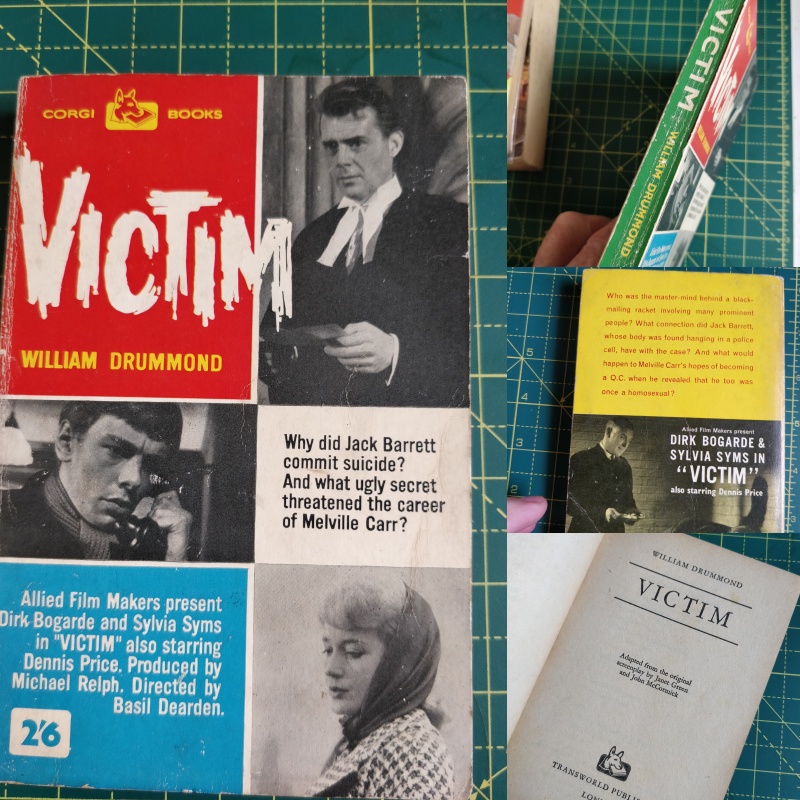 CORGI BOOKS
VICTIM
WILLIAM DRUMMOND
Why did Jack Barrett
commit suicide?
And what ugly secret
threatened the career
of Melville Carr?
Allied Film Makers present
Dirk Bogarde and Sylvia Syms
in "VICTIM" also starring
Dennis Price. Produced by
Michael Relph. Directed by
Basil Dearden.
2'6
VICTIM WILLIAM DRUMMOND
Who was the master-mind behind a black-
mailing racket involving many prominent
people? What connection did Jack Barrett,
whose body was found hanging in a police
cell, have with the case? And what would
happen to Melville Carr's hopes of becoming
a Q.C. when he revealed that he too was
once a homosexual?
Allied Film Makers present
DIRK BOGARDE &
SYLVIA SYMS IN
"VICTIM"
also starring Dennis Price
WILLIAM DRUMMOND
VICTIM
Adapted from the original
screenplay by Janet Green
and John McCormick
TRANSWORLD PUBLI
LON